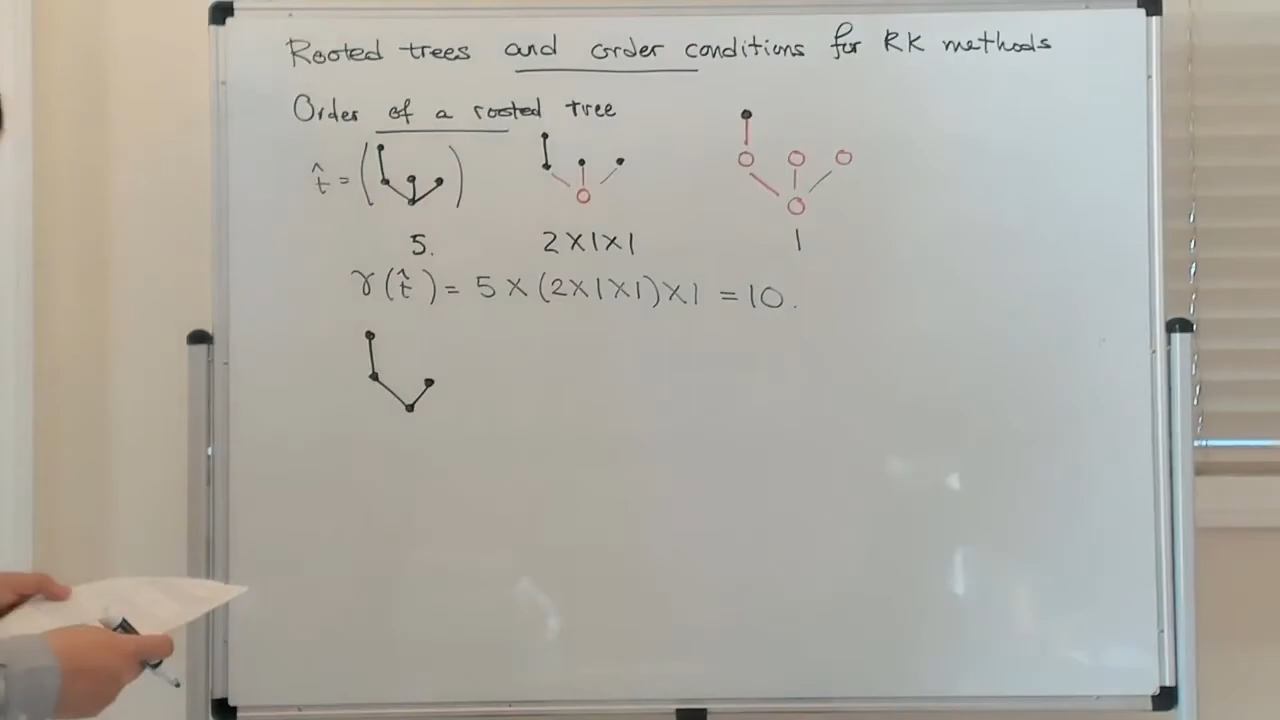 Rooted trees and order conditions for RK methods
Order of a rooted tree
t̂ = ( )
5. 2×1×1 1
γ(t̂) = 5×(2×1×1)×1 = 10.